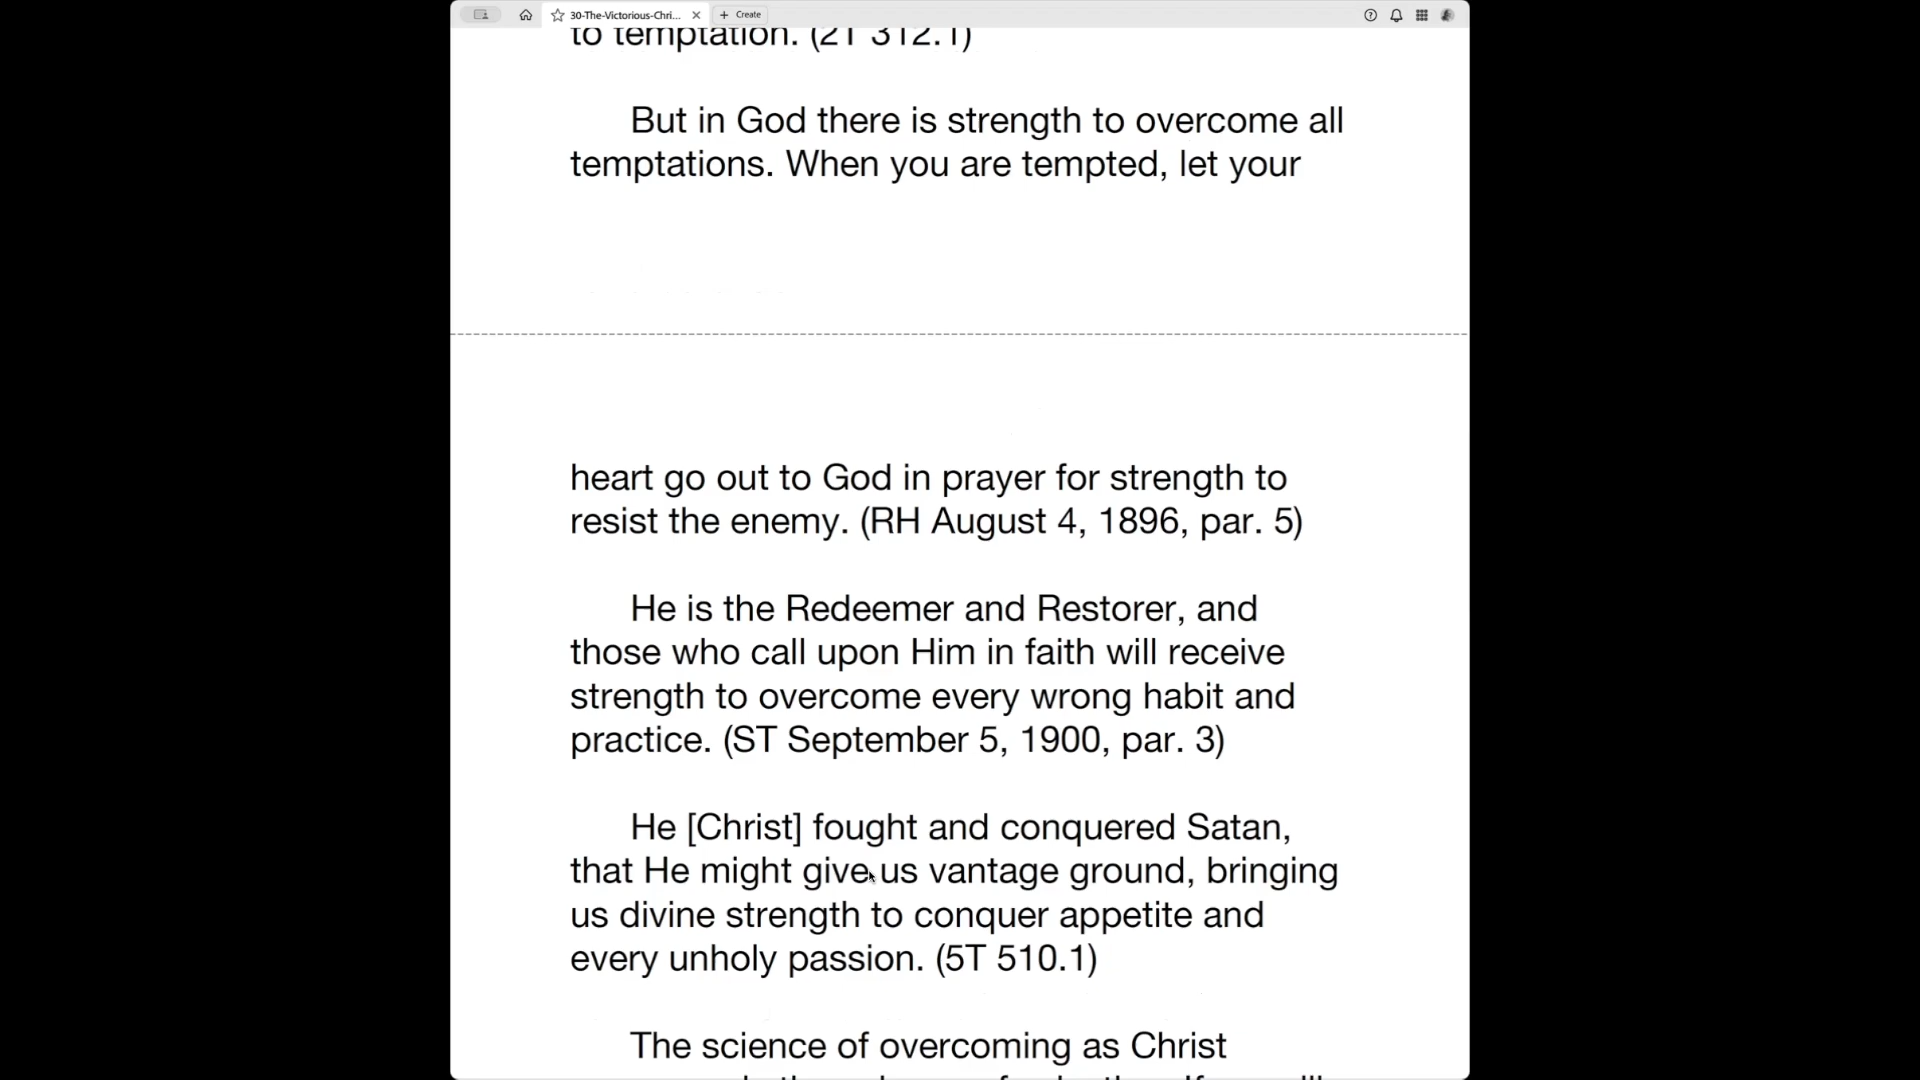 30-The-Victorious-Chri...
Create
to temptation. (2T 312.1)
But in God there is strength to overcome all
temptations. When you are tempted, let your
heart go out to God in prayer for strength to
resist the enemy. (RH August 4, 1896, par. 5)
He is the Redeemer and Restorer, and
those who call upon Him in faith will receive
strength to overcome every wrong habit and
practice. (ST September 5, 1900, par. 3)
He [Christ] fought and conquered Satan,
that He might give us vantage ground, bringing
us divine strength to conquer appetite and
every unholy passion. (5T 510.1)
The science of overcoming as Christ